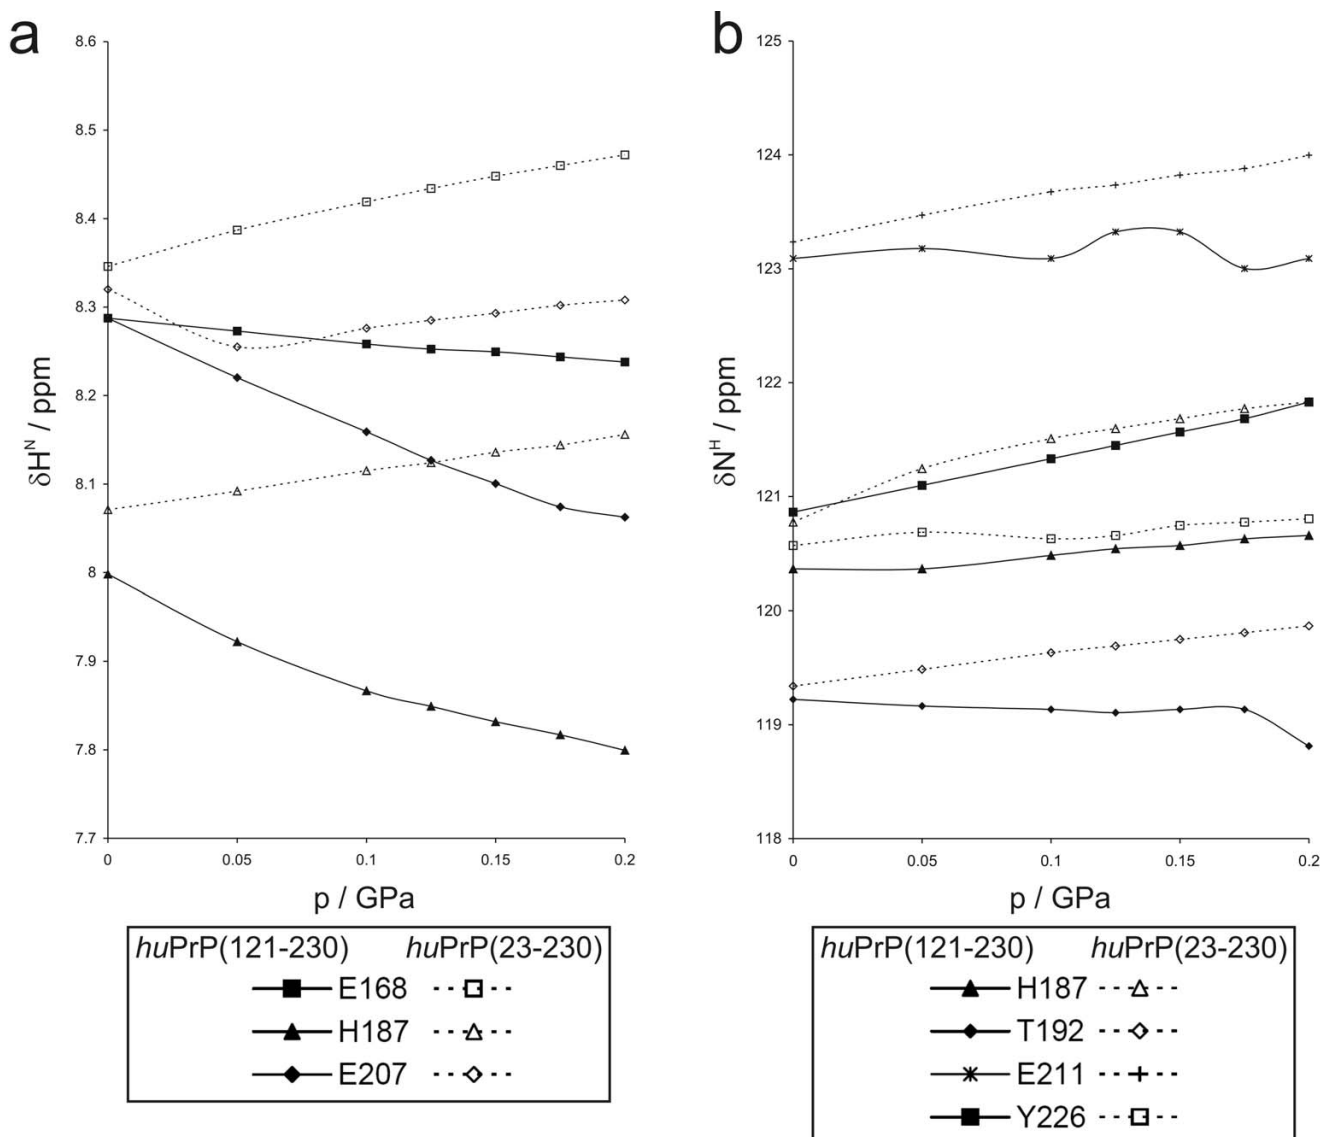 a
8.6
8.5
8.4
8.3
8.2
8.1
8
7.9
7.8
7.7
δHᴺ / ppm
0 0.05 0.1 0.15 0.2
p / GPa
huPrP(121-230) huPrP(23-230)
E168
H187
E207
b
125
124
123
122
121
120
119
118
δNᴴ / ppm
0 0.05 0.1 0.15 0.2
p / GPa
huPrP(121-230) huPrP(23-230)
H187
T192
E211
Y226